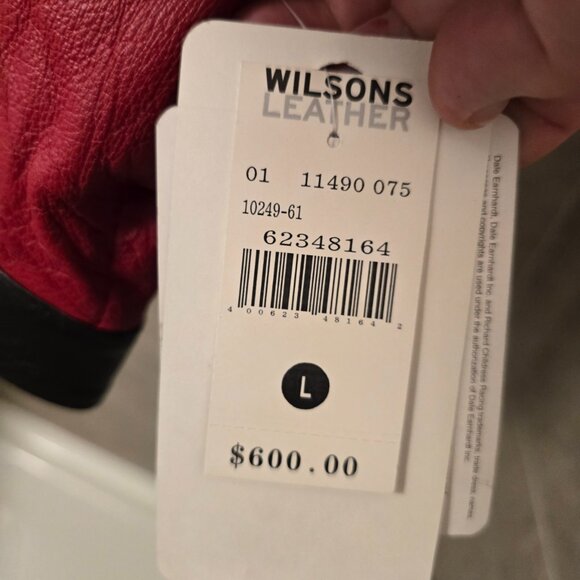 WILSONS
LEATHER
01 11490 075
10249-61
62348164
4 00623 48164 2
L
$600.00
Dale Earnhardt, Dale Earnhardt Inc. and Richard Childress Racing trademarks, trade dress, names,
and copyrights are used under the authorization of Dale Earnhardt Inc.